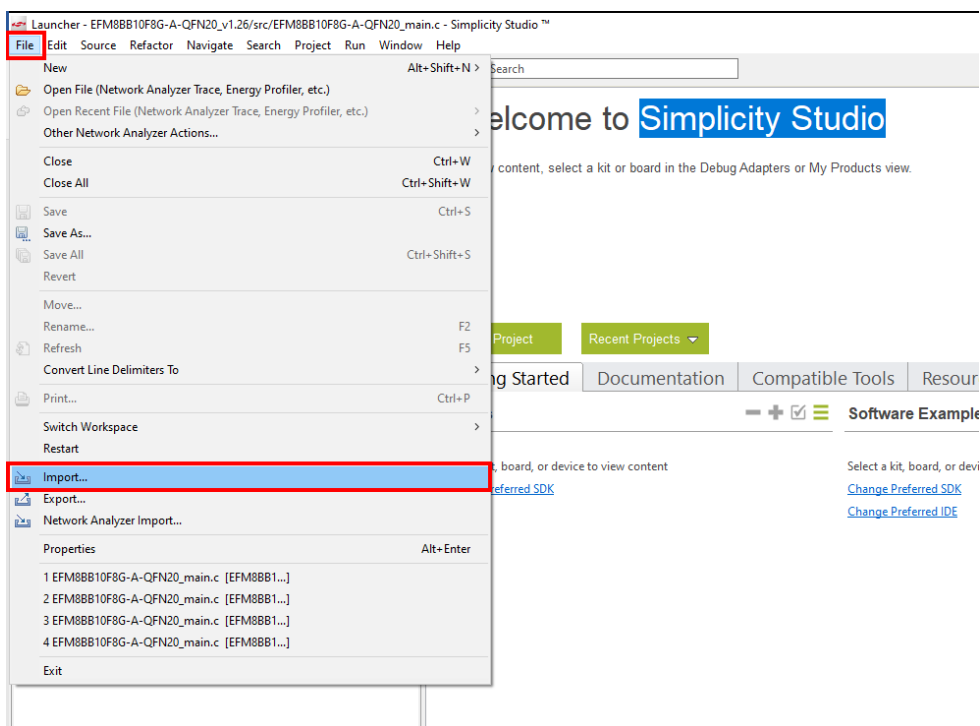 Launcher - EFM8BB10F8G-A-QFN20_v1.26/src/EFM8BB10F8G-A-QFN20_main.c - Simplicity Studio ™
File Edit Source Refactor Navigate Search Project Run Window Help
New Alt+Shift+N >
Search
Open File (Network Analyzer Trace, Energy Profiler, etc.)
Open Recent File (Network Analyzer Trace, Energy Profiler, etc.) >
Other Network Analyzer Actions... >
elcome to Simplicity Studio
Close Ctrl+W
content, select a kit or board in the Debug Adapters or My Products view.
Close All Ctrl+Shift+W
Save Ctrl+S
Save As...
Save All Ctrl+Shift+S
Revert
Move...
Rename... F2
Refresh F5
Project
Recent Projects
Convert Line Delimiters To >
ng Started Documentation Compatible Tools Resour
Print... Ctrl+P
Software Example
Switch Workspace >
Restart
t, board, or device to view content
Select a kit, board, or devi
Import...
referred SDK
Change Preferred SDK
Export...
Change Preferred IDE
Network Analyzer Import...
Properties Alt+Enter
1 EFM8BB10F8G-A-QFN20_main.c [EFM8BB1...]
2 EFM8BB10F8G-A-QFN20_main.c [EFM8BB1...]
3 EFM8BB10F8G-A-QFN20_main.c [EFM8BB1...]
4 EFM8BB10F8G-A-QFN20_main.c [EFM8BB1...]
Exit